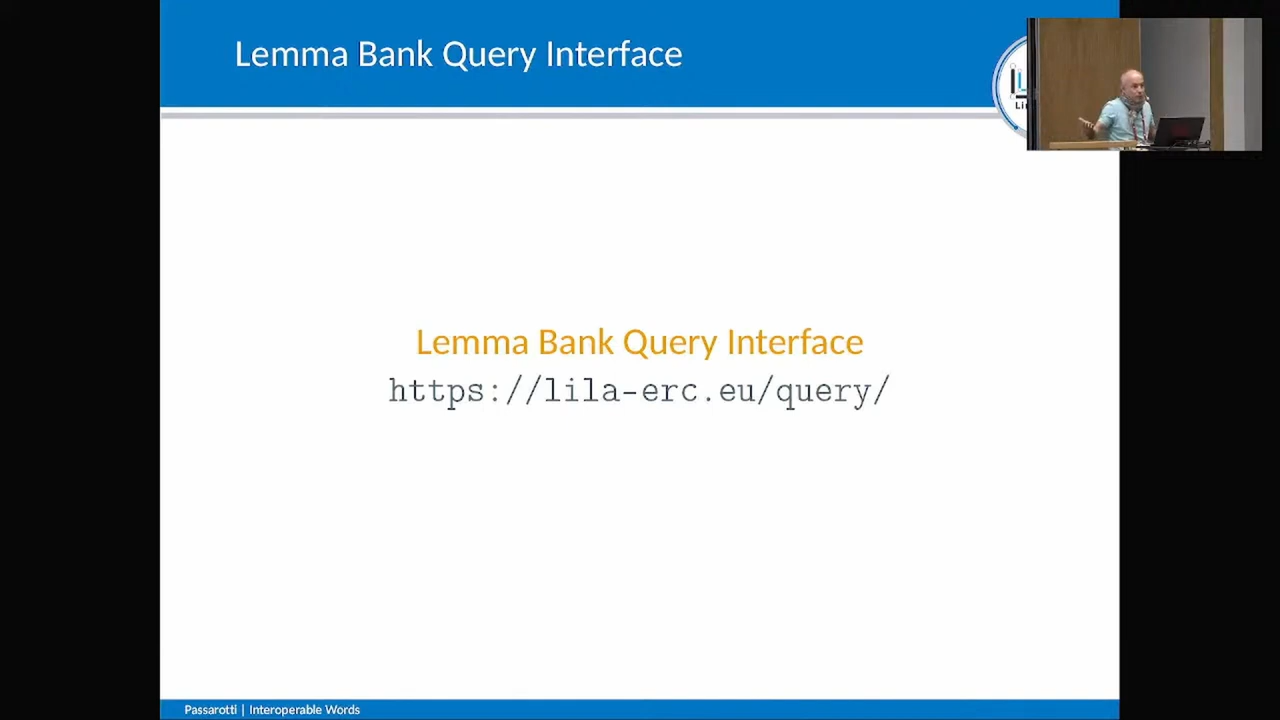 Lemma Bank Query Interface
Lemma Bank Query Interface
https://lila-erc.eu/query/
Passarotti | Interoperable Words